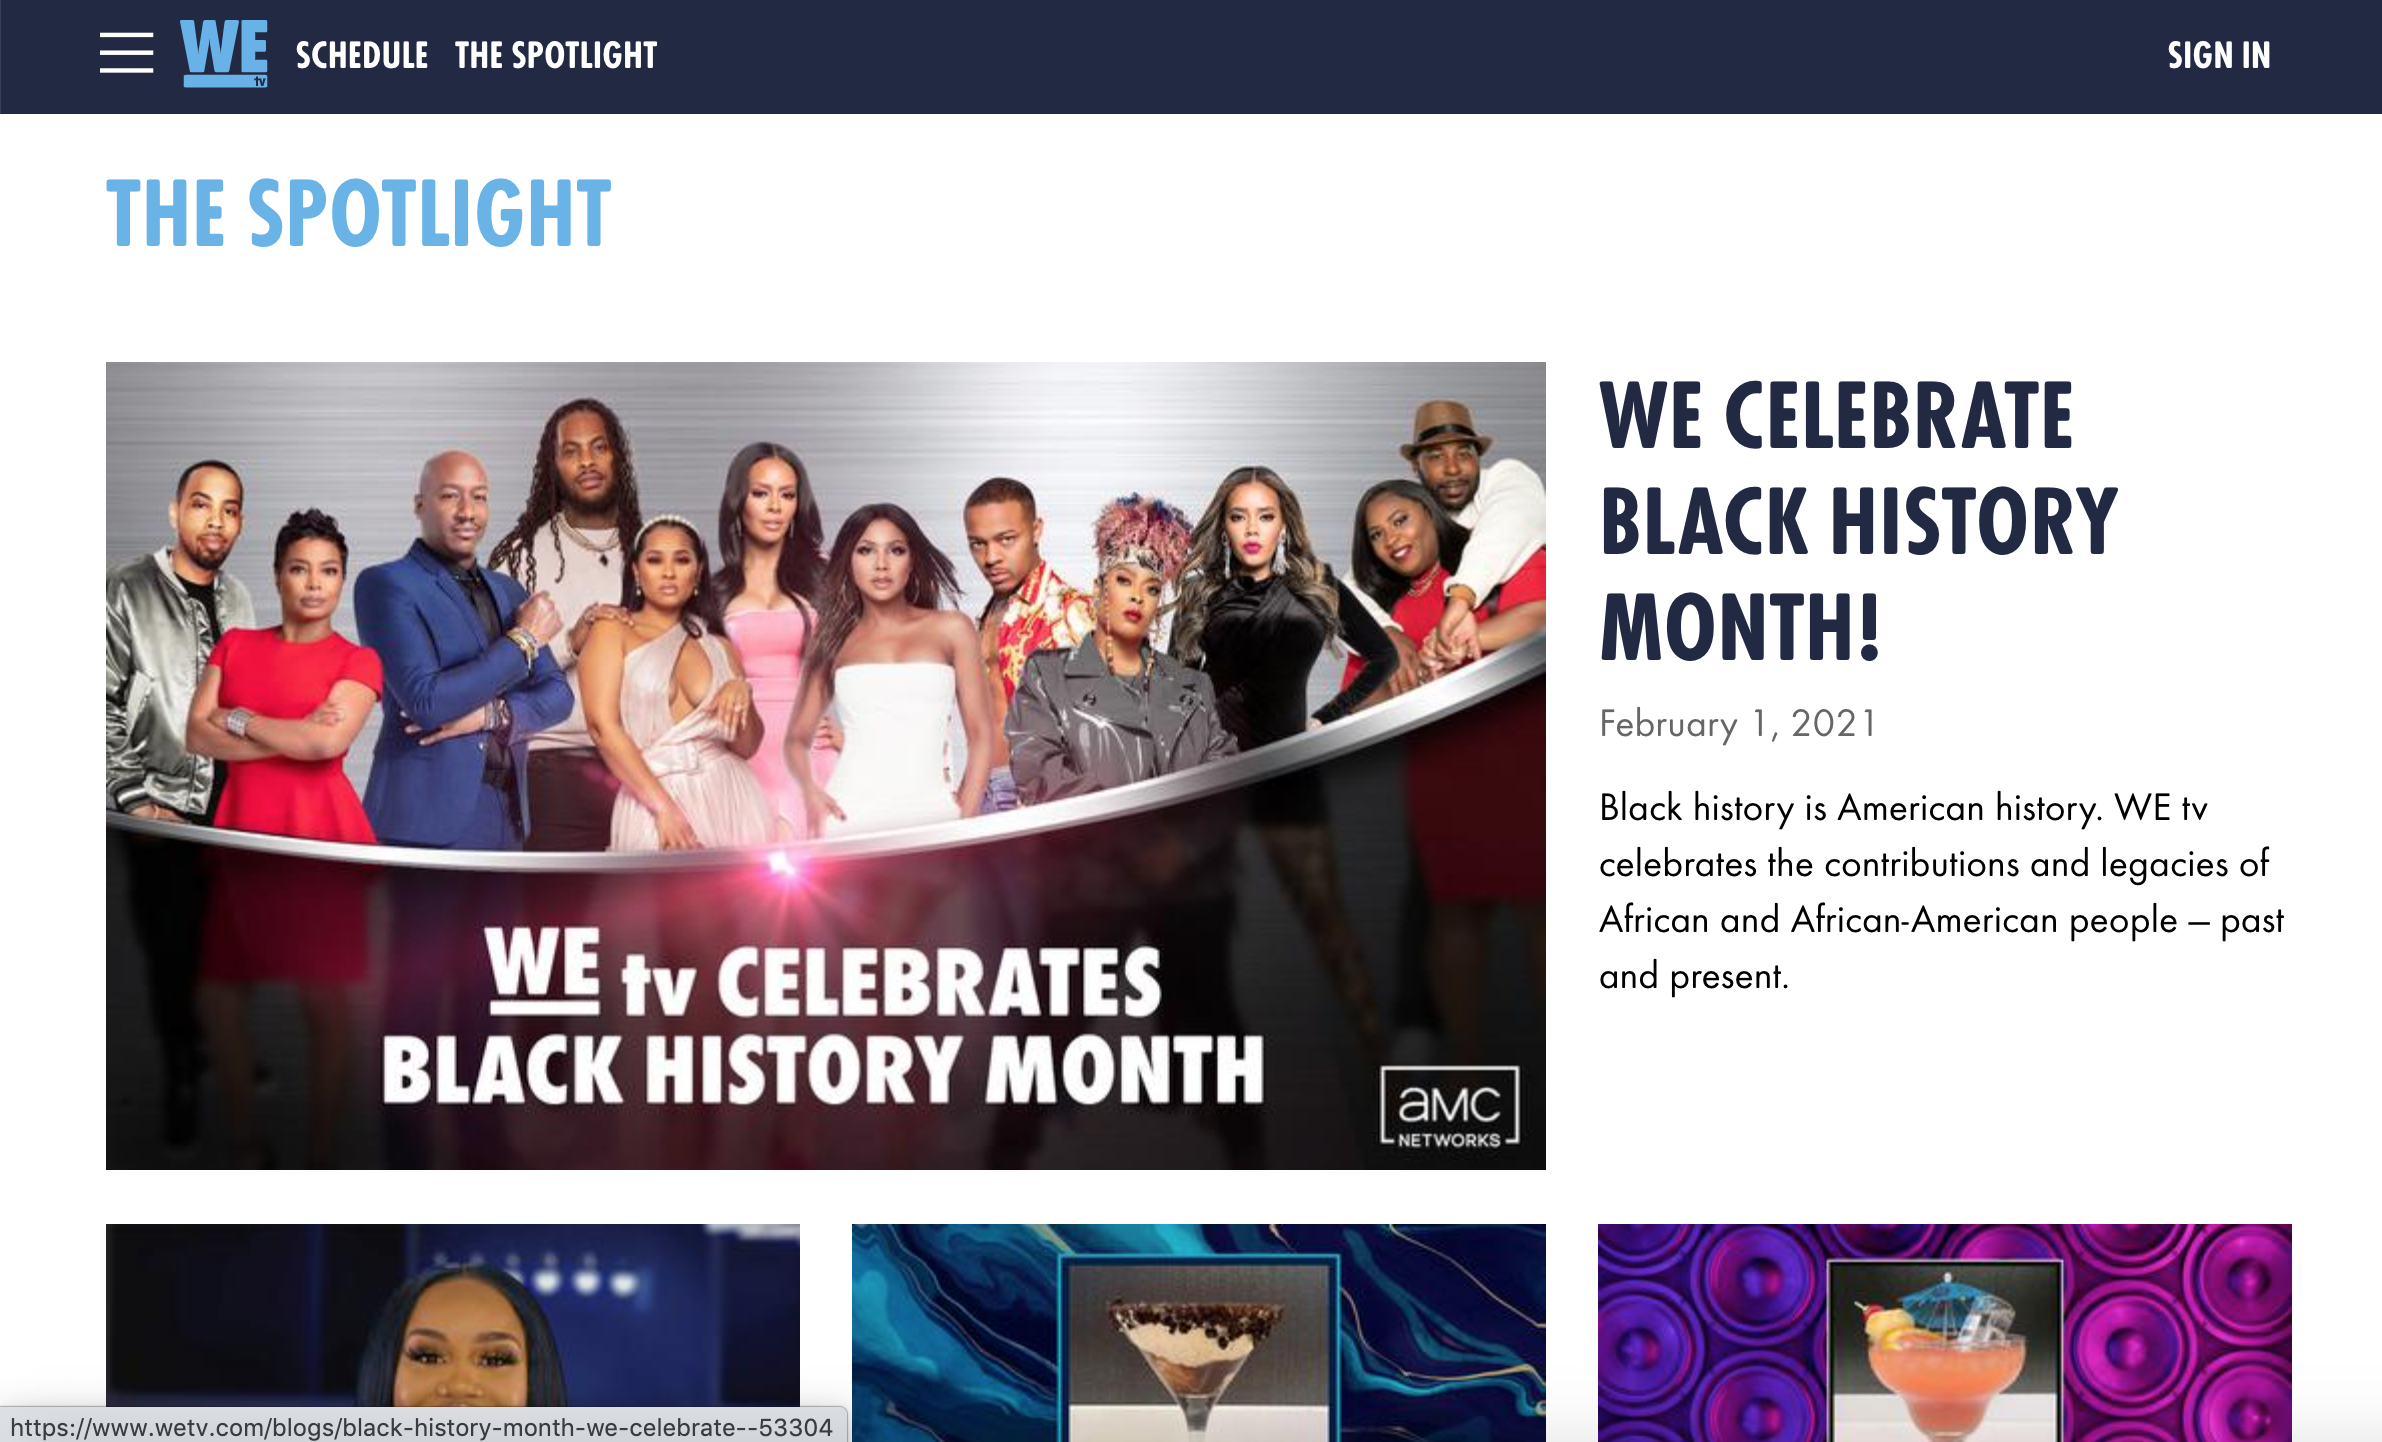 WE
tv
SCHEDULE
THE SPOTLIGHT
SIGN IN
THE SPOTLIGHT
WE tv CELEBRATES
BLACK HISTORY MONTH
aMC
NETWORKS
WE CELEBRATE
BLACK HISTORY
MONTH!
February 1, 2021
Black history is American history. WE tv
celebrates the contributions and legacies of
African and African-American people – past
and present.
https://www.wetv.com/blogs/black-history-month-we-celebrate--53304